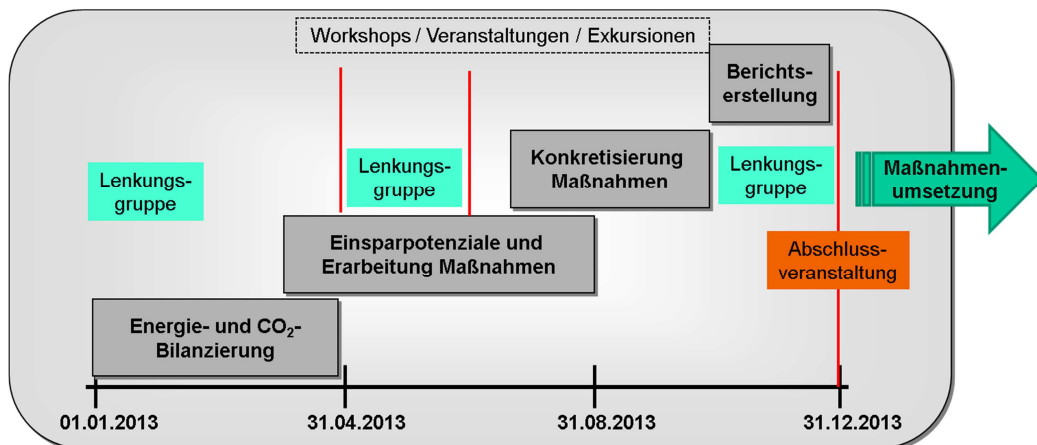 Workshops / Veranstaltungen / Exkursionen
Berichts-
erstellung
Konkretisierung
Maßnahmen
Lenkungs-
gruppe
Lenkungs-
gruppe
Lenkungs-
gruppe
Maßnahmen-
umsetzung
Einsparpotenziale und
Erarbeitung Maßnahmen
Abschluss-
veranstaltung
Energie- und CO₂-
Bilanzierung
01.01.2013
31.04.2013
31.08.2013
31.12.2013